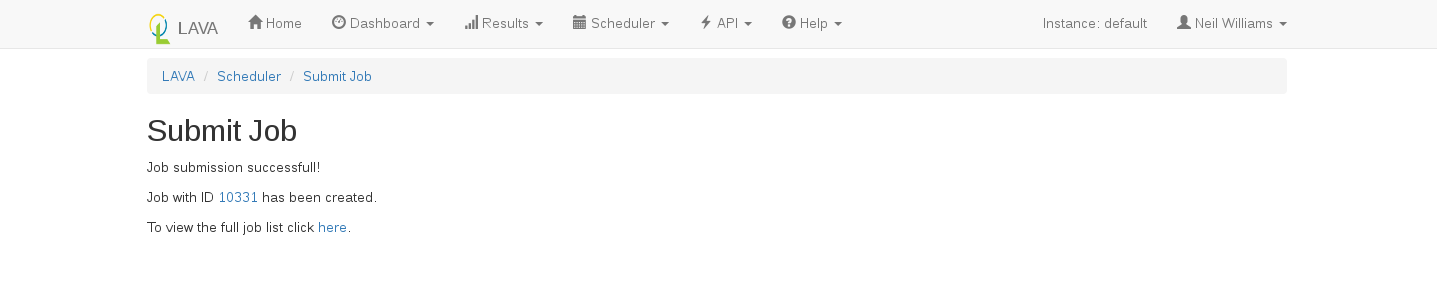 LAVA Home Dashboard Results Scheduler API Help Instance: default Neil Williams
LAVA / Scheduler / Submit Job
Submit Job
Job submission successfull!
Job with ID 10331 has been created.
To view the full job list click here.